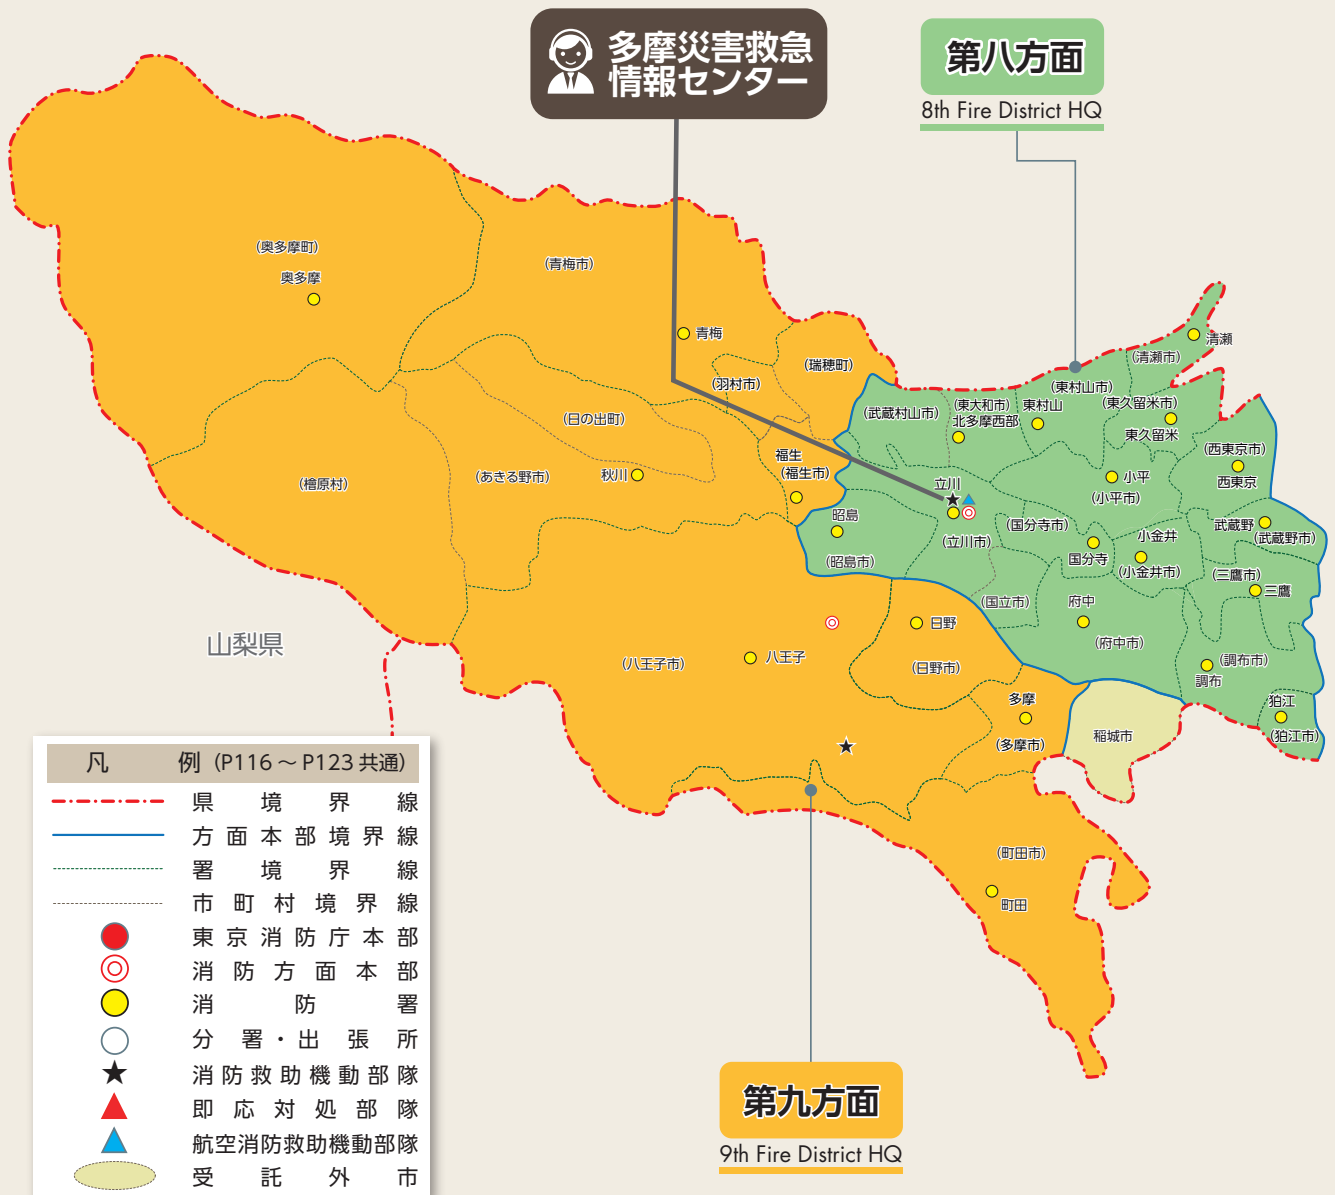 多摩災害救急
情報センター
第八方面
8th Fire District HQ
(奥多摩町)
奥多摩
(青梅市)
青梅
(瑞穂町)
(羽村市)
(日の出町)
(檜原村)
(あきる野市)
秋川
福生
(福生市)
清瀬
(清瀬市)
(東村山市)
(武蔵村山市)
(東大和市)
北多摩西部
東村山
(東久留米市)
東久留米
(西東京市)
西東京
小平
(小平市)
立川
(立川市)
昭島
(昭島市)
(国分寺市)
国分寺
小金井
(小金井市)
武蔵野
(武蔵野市)
(三鷹市)
三鷹
(国立市)
府中
(府中市)
(調布市)
調布
狛江
(狛江市)
稲城市
日野
(日野市)
八王子
(八王子市)
多摩
(多摩市)
(町田市)
町田
山梨県
凡 例 (P116 ～ P123 共通)
県境界線
方面本部境界線
署境界線
市町村境界線
東京消防庁本部
消防方面本部
消防署
分署・出張所
消防救助機動部隊
即応対処部隊
航空消防救助機動部隊
受託外市
第九方面
9th Fire District HQ